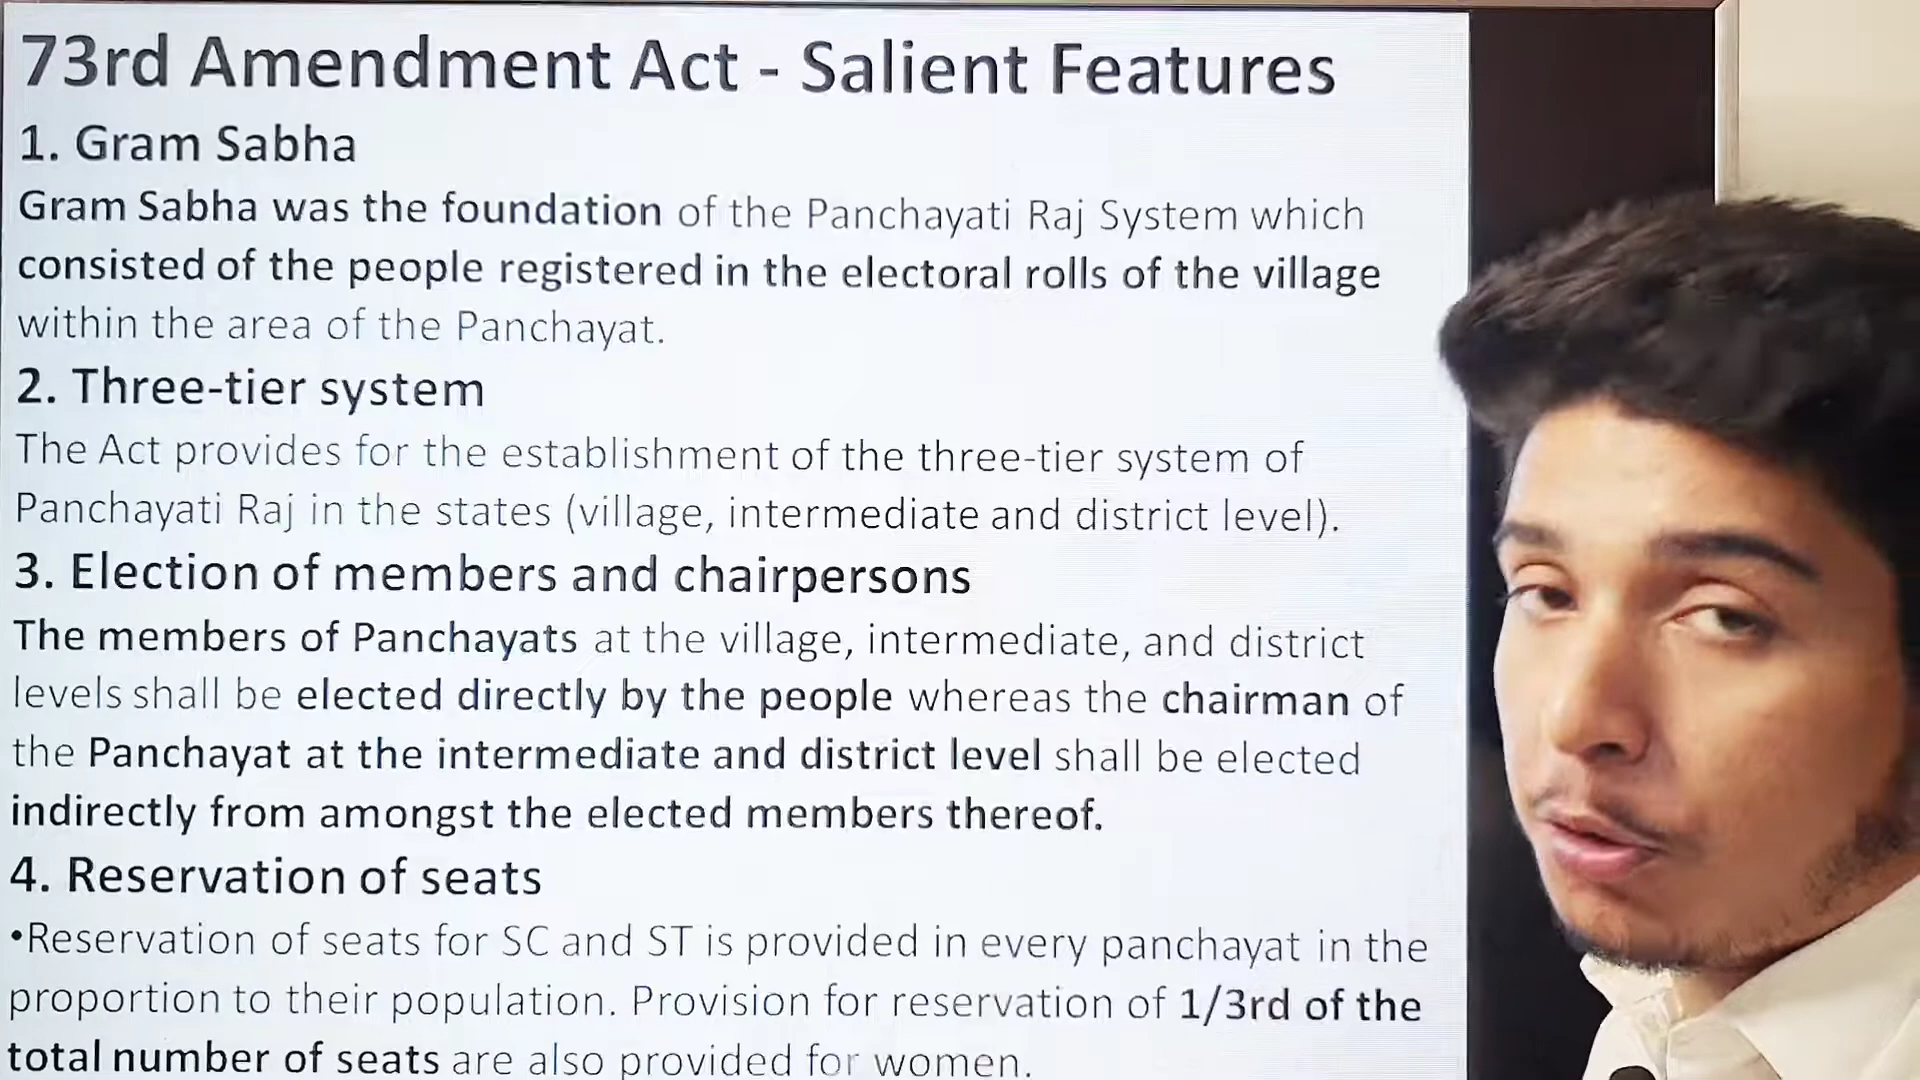 73rd Amendment Act - Salient Features
1. Gram Sabha
Gram Sabha was the foundation of the Panchayati Raj System which
consisted of the people registered in the electoral rolls of the village
within the area of the Panchayat.
2. Three-tier system
The Act provides for the establishment of the three-tier system of
Panchayati Raj in the states (village, intermediate and district level).
3. Election of members and chairpersons
The members of Panchayats at the village, intermediate, and district
levels shall be elected directly by the people whereas the chairman of
the Panchayat at the intermediate and district level shall be elected
indirectly from amongst the elected members thereof.
4. Reservation of seats
•Reservation of seats for SC and ST is provided in every panchayat in the
proportion to their population. Provision for reservation of 1/3rd of the
total number of seats are also provided for women.